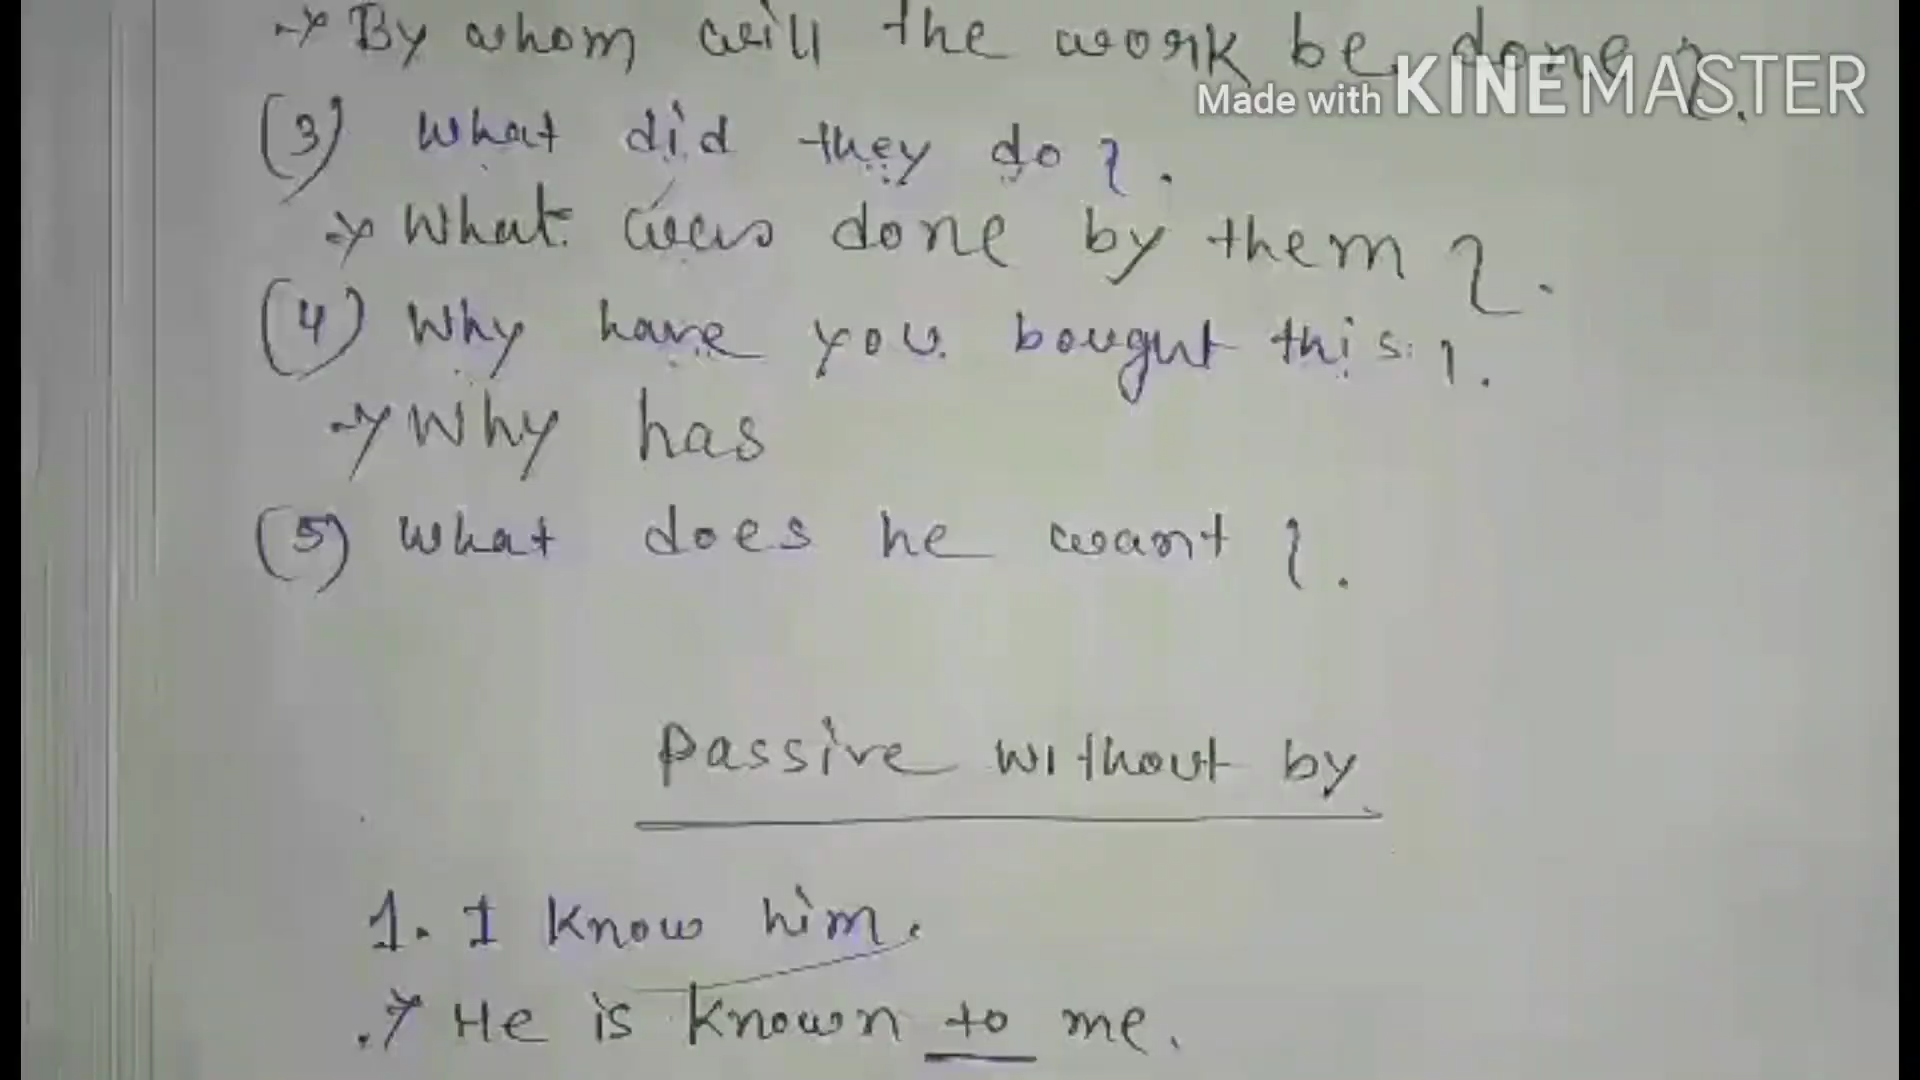 → By whom will the work be done?
Made with KINEMASTER
(3) What did they do?
→ What was done by them?
(4) Why have you bought this?
→ Why has
(5) What does he want?
Passive without by
1. I know him.
→ He is known to me.